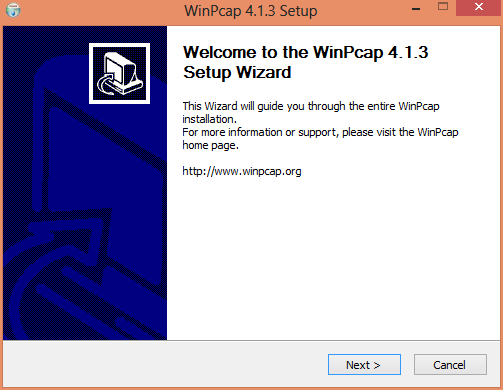 WinPcap 4.1.3 Setup
Welcome to the WinPcap 4.1.3
Setup Wizard
This Wizard will guide you through the entire WinPcap
installation.
For more information or support, please visit the WinPcap
home page.
http://www.winpcap.org
Next >
Cancel